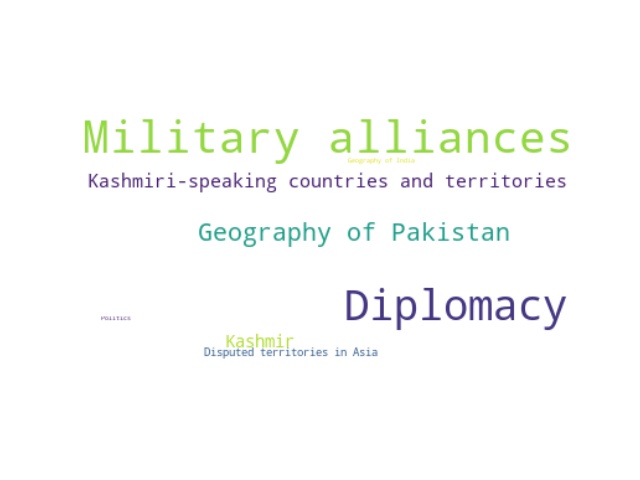 Military alliances
Geography of India
Kashmiri-speaking countries and territories
Geography of Pakistan
Diplomacy
Politics
Kashmir
Disputed territories in Asia